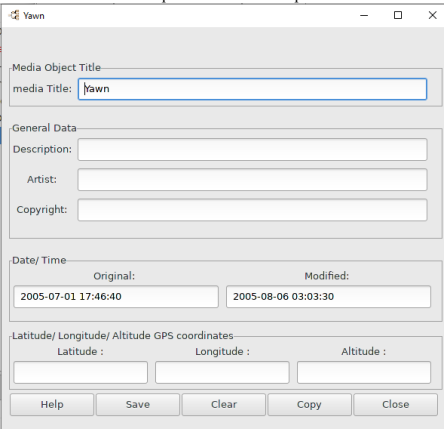 Yawn
Media Object Title
media Title: Yawn
General Data
Description:
Artist:
Copyright:
Date/ Time
Original: Modified:
2005-07-01 17:46:40 2005-08-06 03:03:30
Latitude/ Longitude/ Altitude GPS coordinates
Latitude : Longitude : Altitude :
Help Save Clear Copy Close